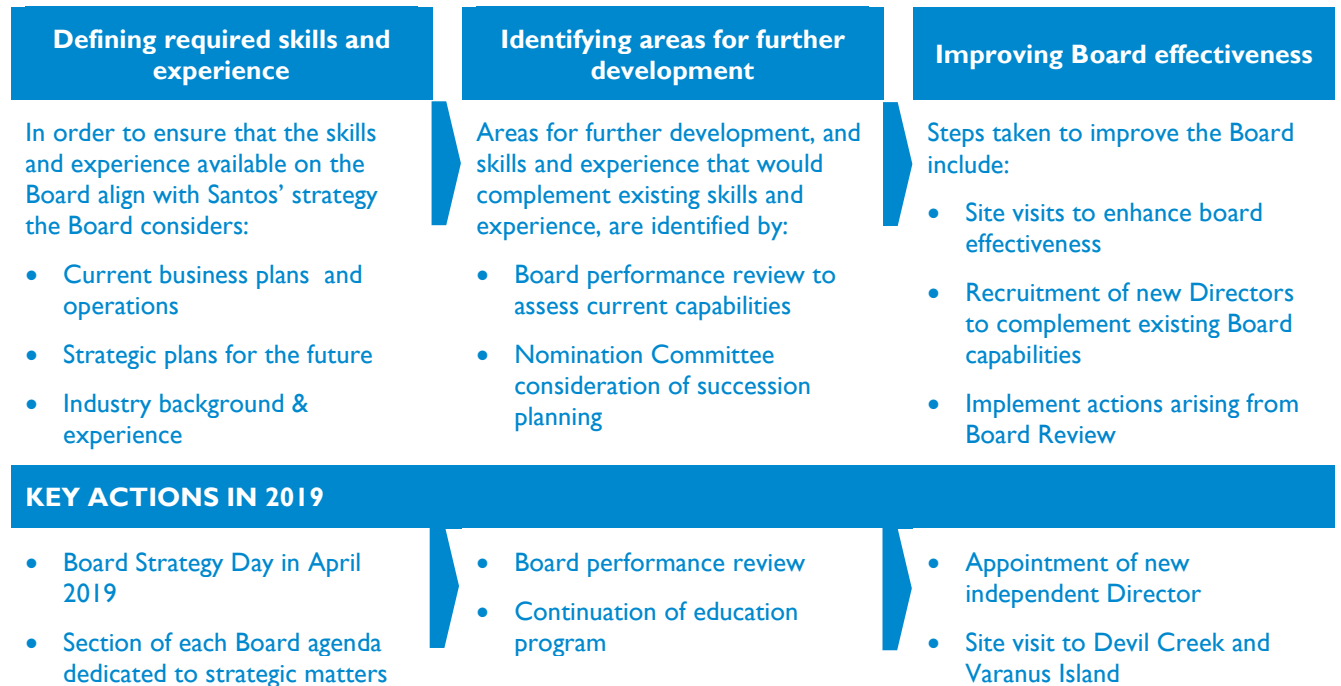 Defining required skills and
experience
In order to ensure that the skills
and experience available on the
Board align with Santos’ strategy
the Board considers:
• Current business plans and
operations
• Strategic plans for the future
• Industry background &
experience
Identifying areas for further
development
Areas for further development, and
skills and experience that would
complement existing skills and
experience, are identified by:
• Board performance review to
assess current capabilities
• Nomination Committee
consideration of succession
planning
Improving Board effectiveness
Steps taken to improve the Board
include:
• Site visits to enhance board
effectiveness
• Recruitment of new Directors
to complement existing Board
capabilities
• Implement actions arising from
Board Review
KEY ACTIONS IN 2019
• Board Strategy Day in April
2019
• Section of each Board agenda
dedicated to strategic matters
• Board performance review
• Continuation of education
program
• Appointment of new
independent Director
• Site visit to Devil Creek and
Varanus Island